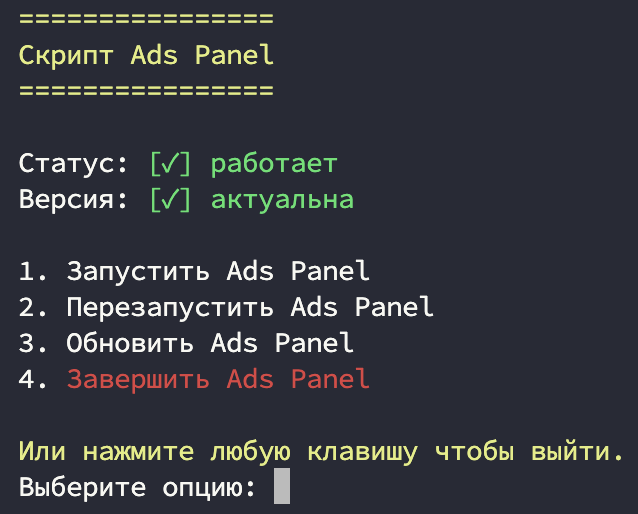 ================
Скрипт Ads Panel
================
Статус: [✓] работает
Версия: [✓] актуальна
1. Запустить Ads Panel
2. Перезапустить Ads Panel
3. Обновить Ads Panel
4. Завершить Ads Panel
Или нажмите любую клавишу чтобы выйти.
Выберите опцию: